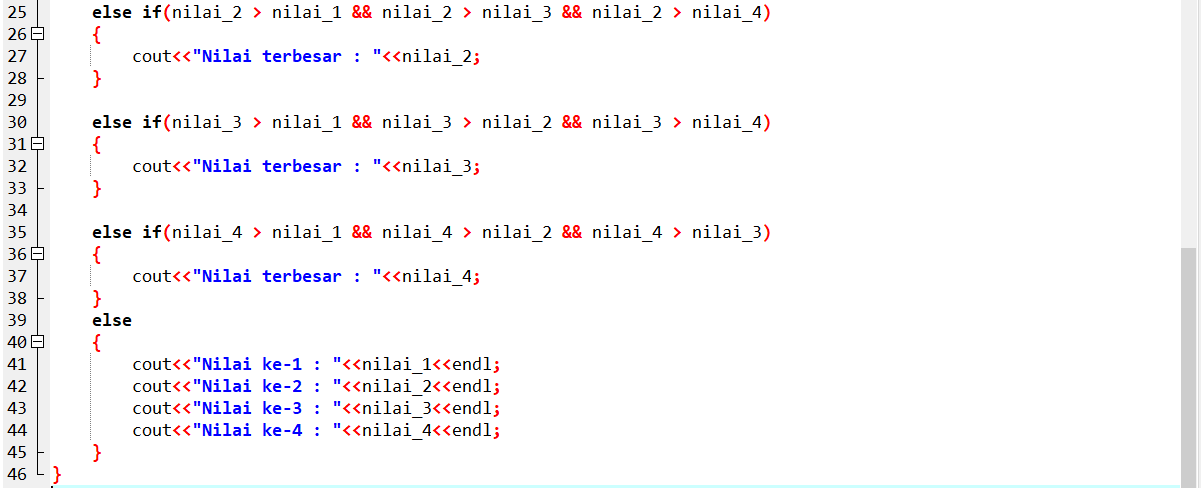 25 else if(nilai_2 > nilai_1 && nilai_2 > nilai_3 && nilai_2 > nilai_4)
26 {
27 cout<<"Nilai terbesar : "<<nilai_2;
28 }
29
30 else if(nilai_3 > nilai_1 && nilai_3 > nilai_2 && nilai_3 > nilai_4)
31 {
32 cout<<"Nilai terbesar : "<<nilai_3;
33 }
34
35 else if(nilai_4 > nilai_1 && nilai_4 > nilai_2 && nilai_4 > nilai_3)
36 {
37 cout<<"Nilai terbesar : "<<nilai_4;
38 }
39 else
40 {
41 cout<<"Nilai ke-1 : "<<nilai_1<<endl;
42 cout<<"Nilai ke-2 : "<<nilai_2<<endl;
43 cout<<"Nilai ke-3 : "<<nilai_3<<endl;
44 cout<<"Nilai ke-4 : "<<nilai_4<<endl;
45 }
46 }